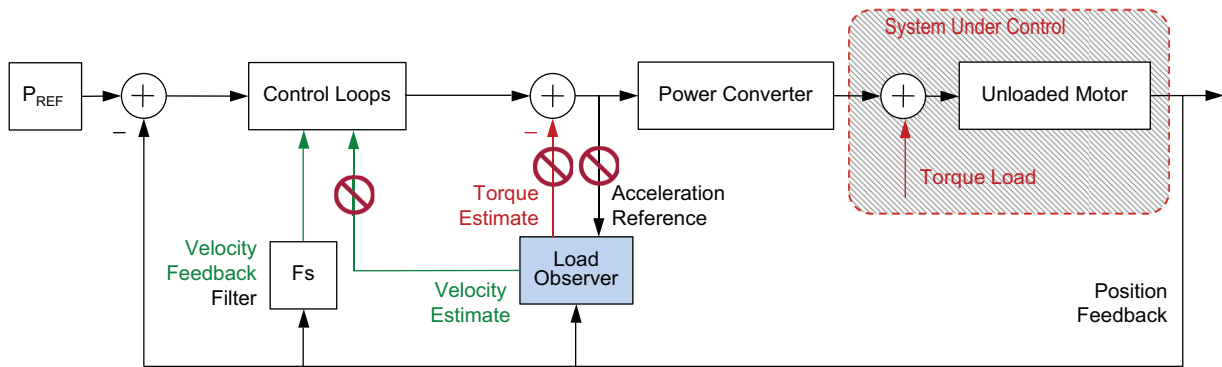 System Under Control
P_REF
Control Loops
Power Converter
Unloaded Motor
–
–
Torque
Estimate
Acceleration
Reference
Torque Load
Velocity
Feedback
Filter
Fs
Velocity
Estimate
Load
Observer
Position
Feedback